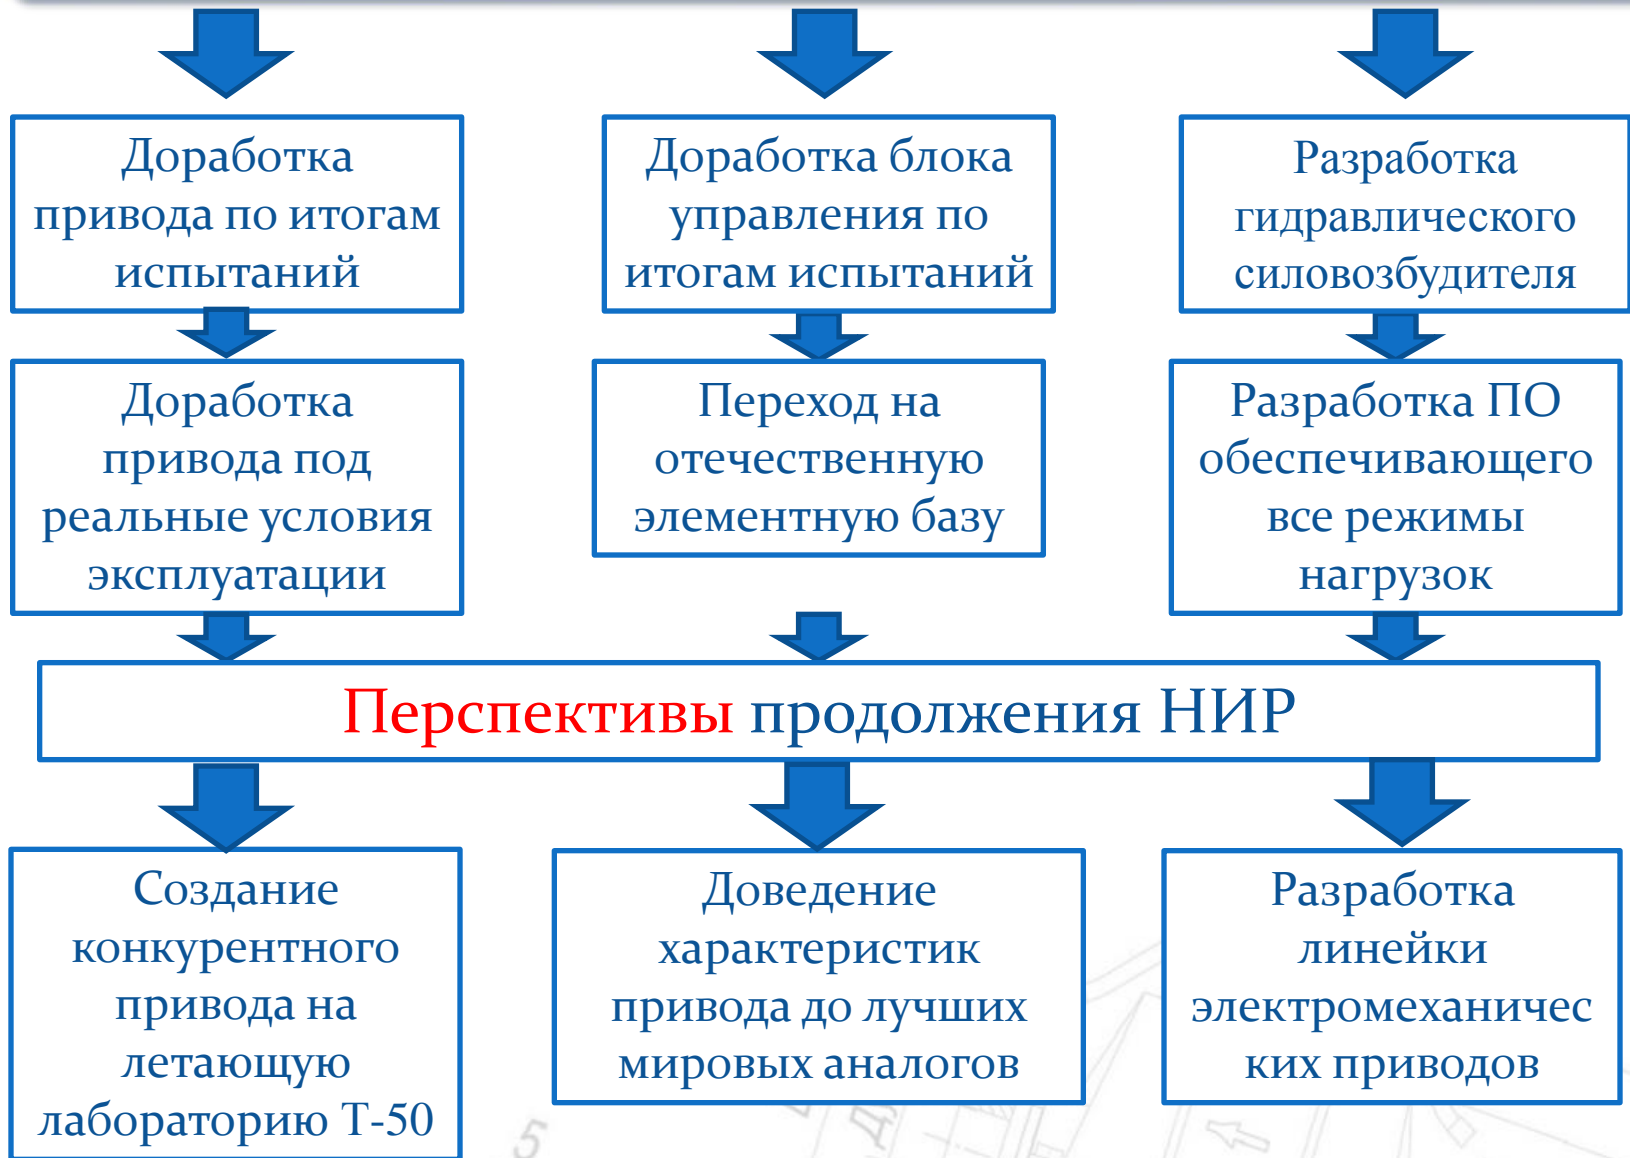 Доработка
привода по итогам
испытаний
Доработка блока
управления по
итогам испытаний
Разработка
гидравлического
силовозбудителя
Доработка
привода под
реальные условия
эксплуатации
Переход на
отечественную
элементную базу
Разработка ПО
обеспечивающего
все режимы
нагрузок
Перспективы продолжения НИР
Создание
конкурентного
привода на
летающую
лабораторию Т-50
Доведение
характеристик
привода до лучших
мировых аналогов
Разработка
линейки
электромеханичес
ких приводов
5